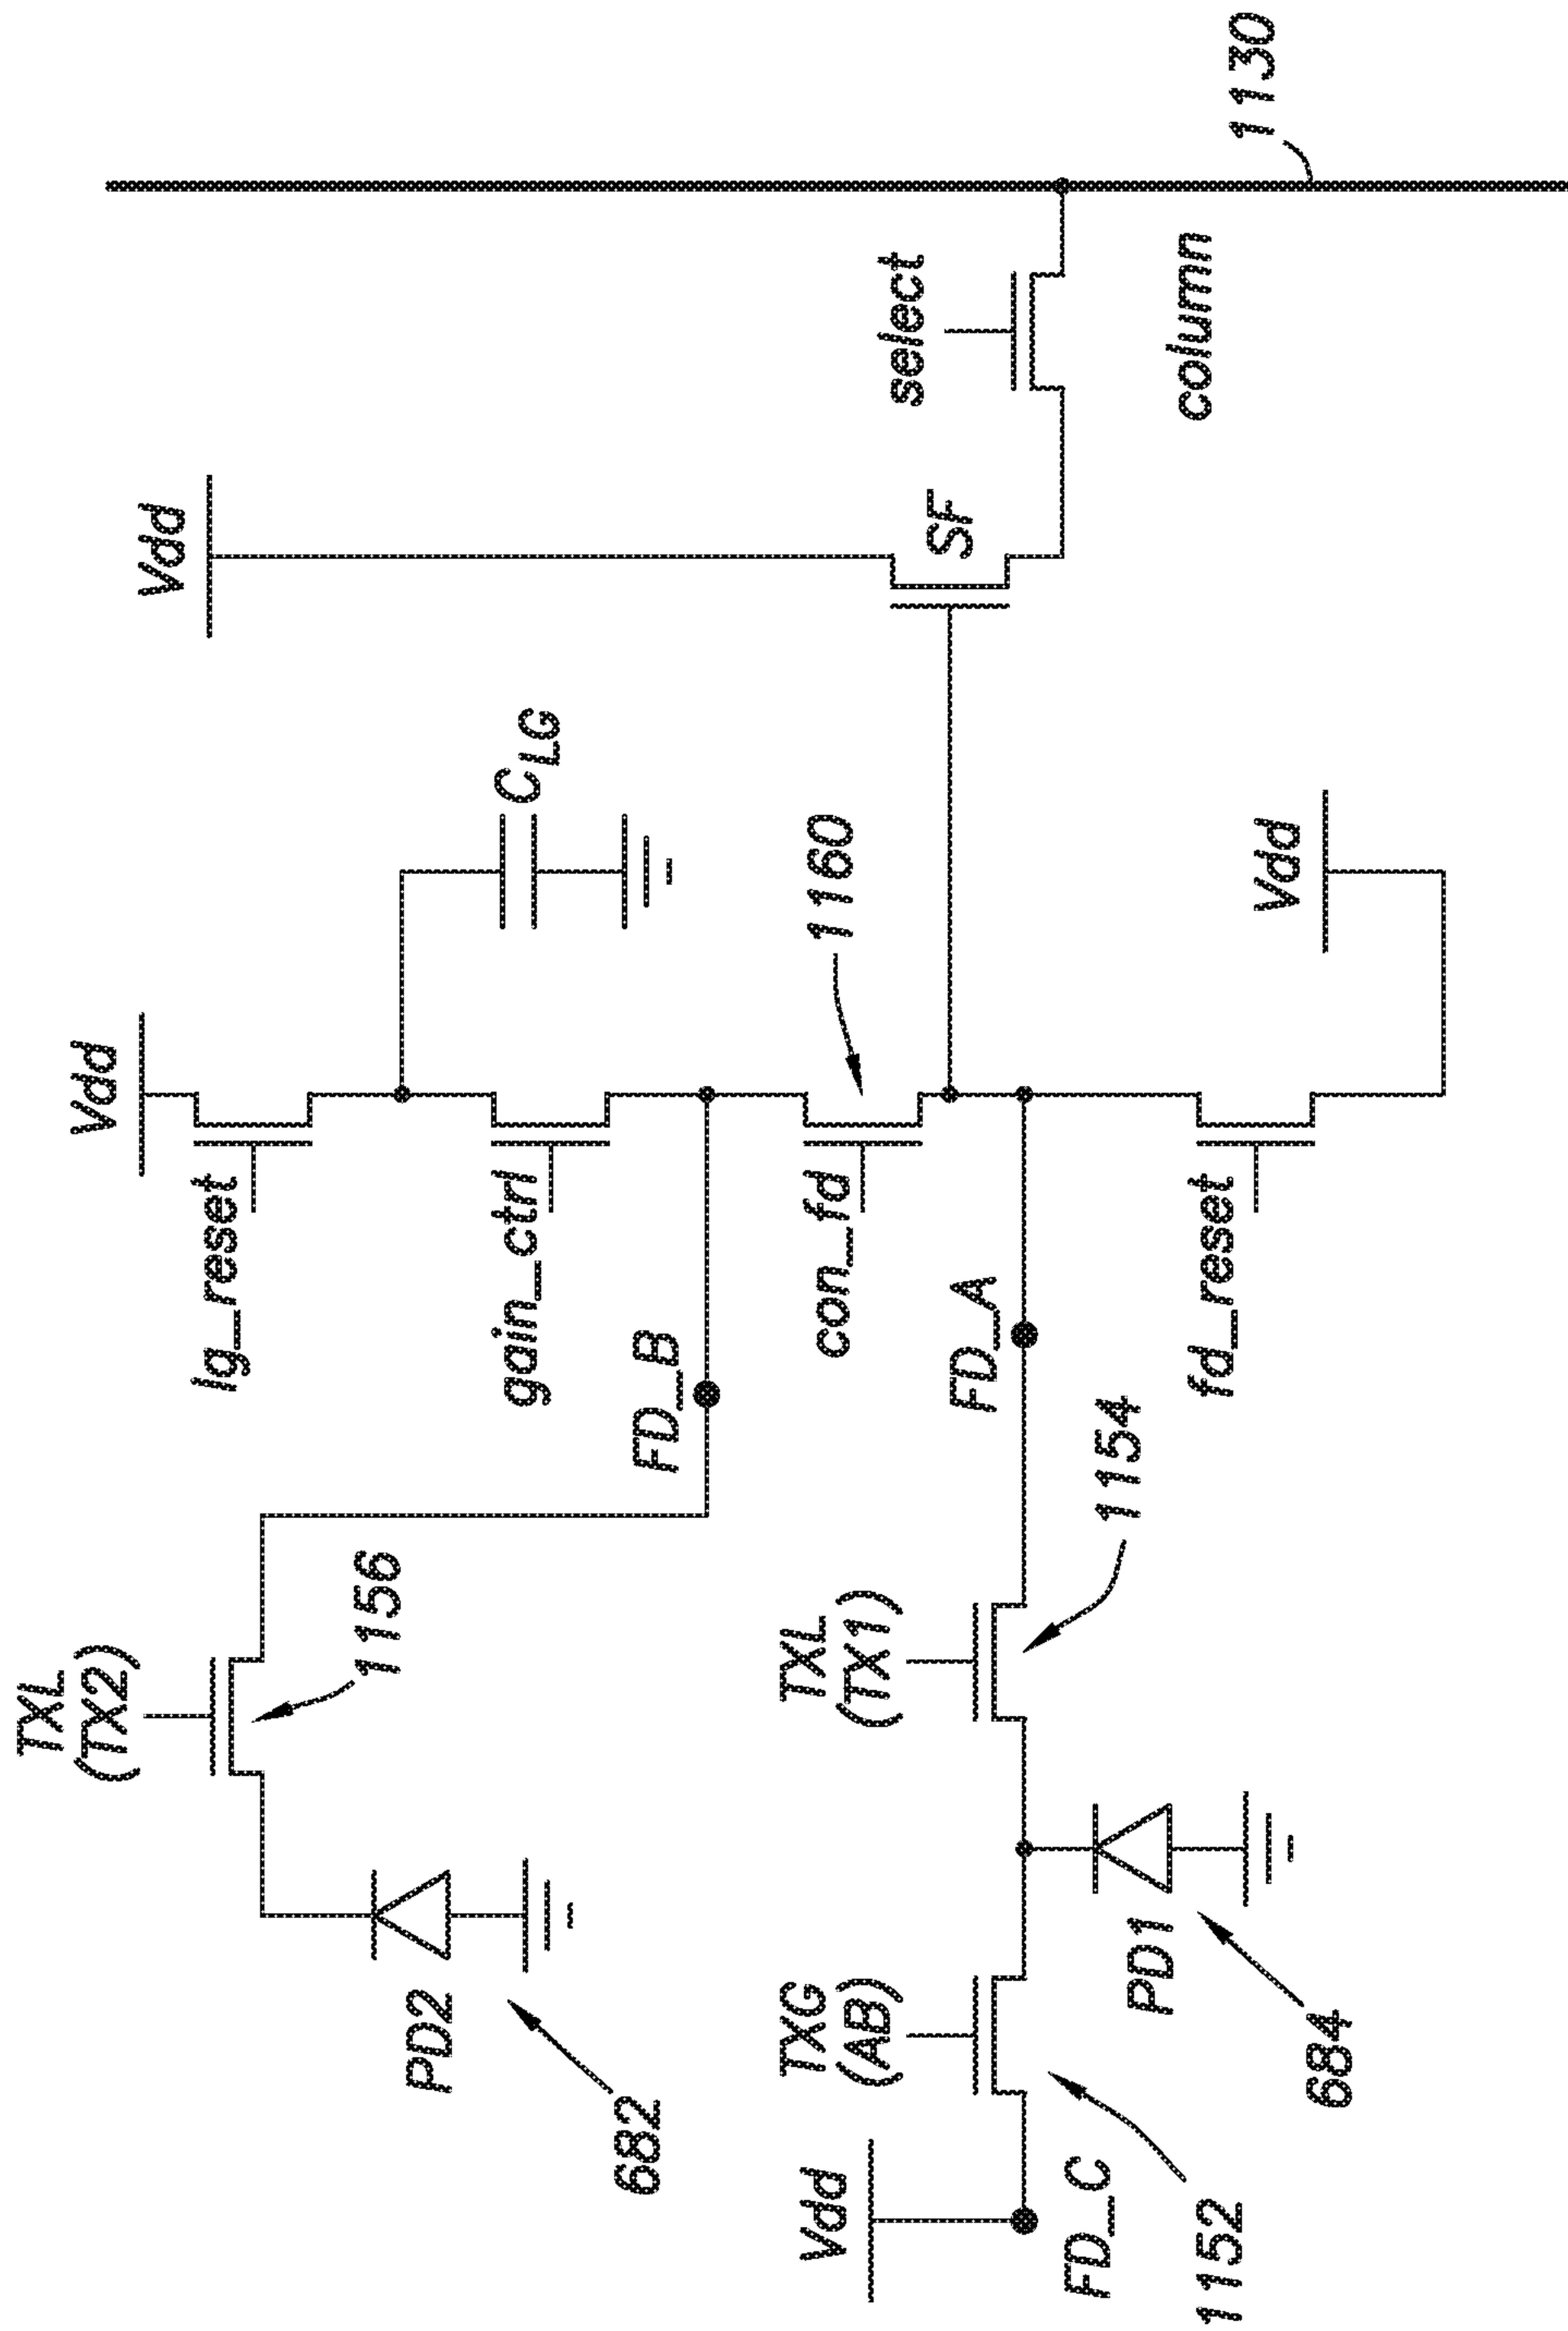 TXL
(TX2)
1156
PD2
682
Vdd
lg_reset
gain_ctrl
FD_B
con_fd
1160
C_LG
Vdd
SF
select
column
1130
Vdd
FD_C
TXG
(AB)
1152
PD1
684
TXL
(TX1)
1154
FD_A
fd_reset
Vdd